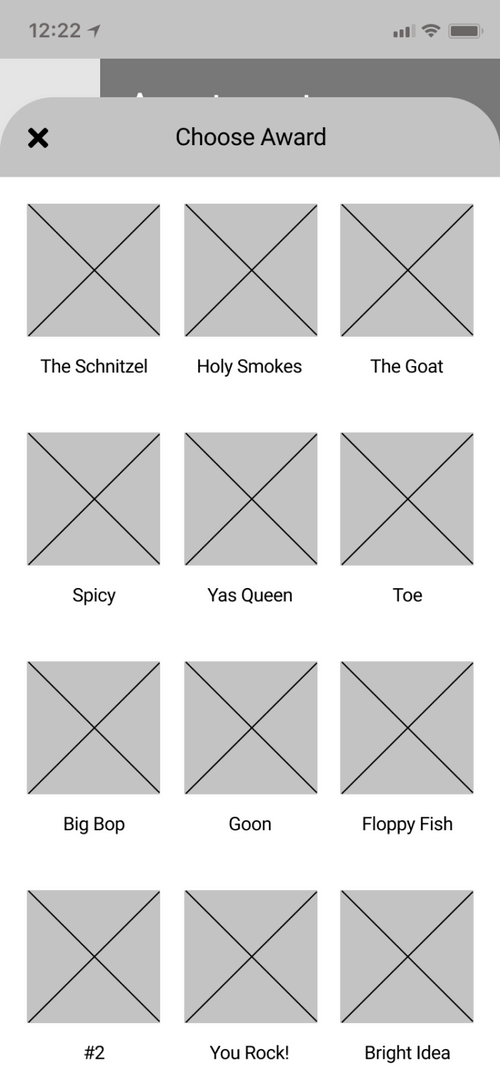 12:22
Choose Award
The Schnitzel Holy Smokes The Goat
Spicy Yas Queen Toe
Big Bop Goon Floppy Fish
#2 You Rock! Bright Idea